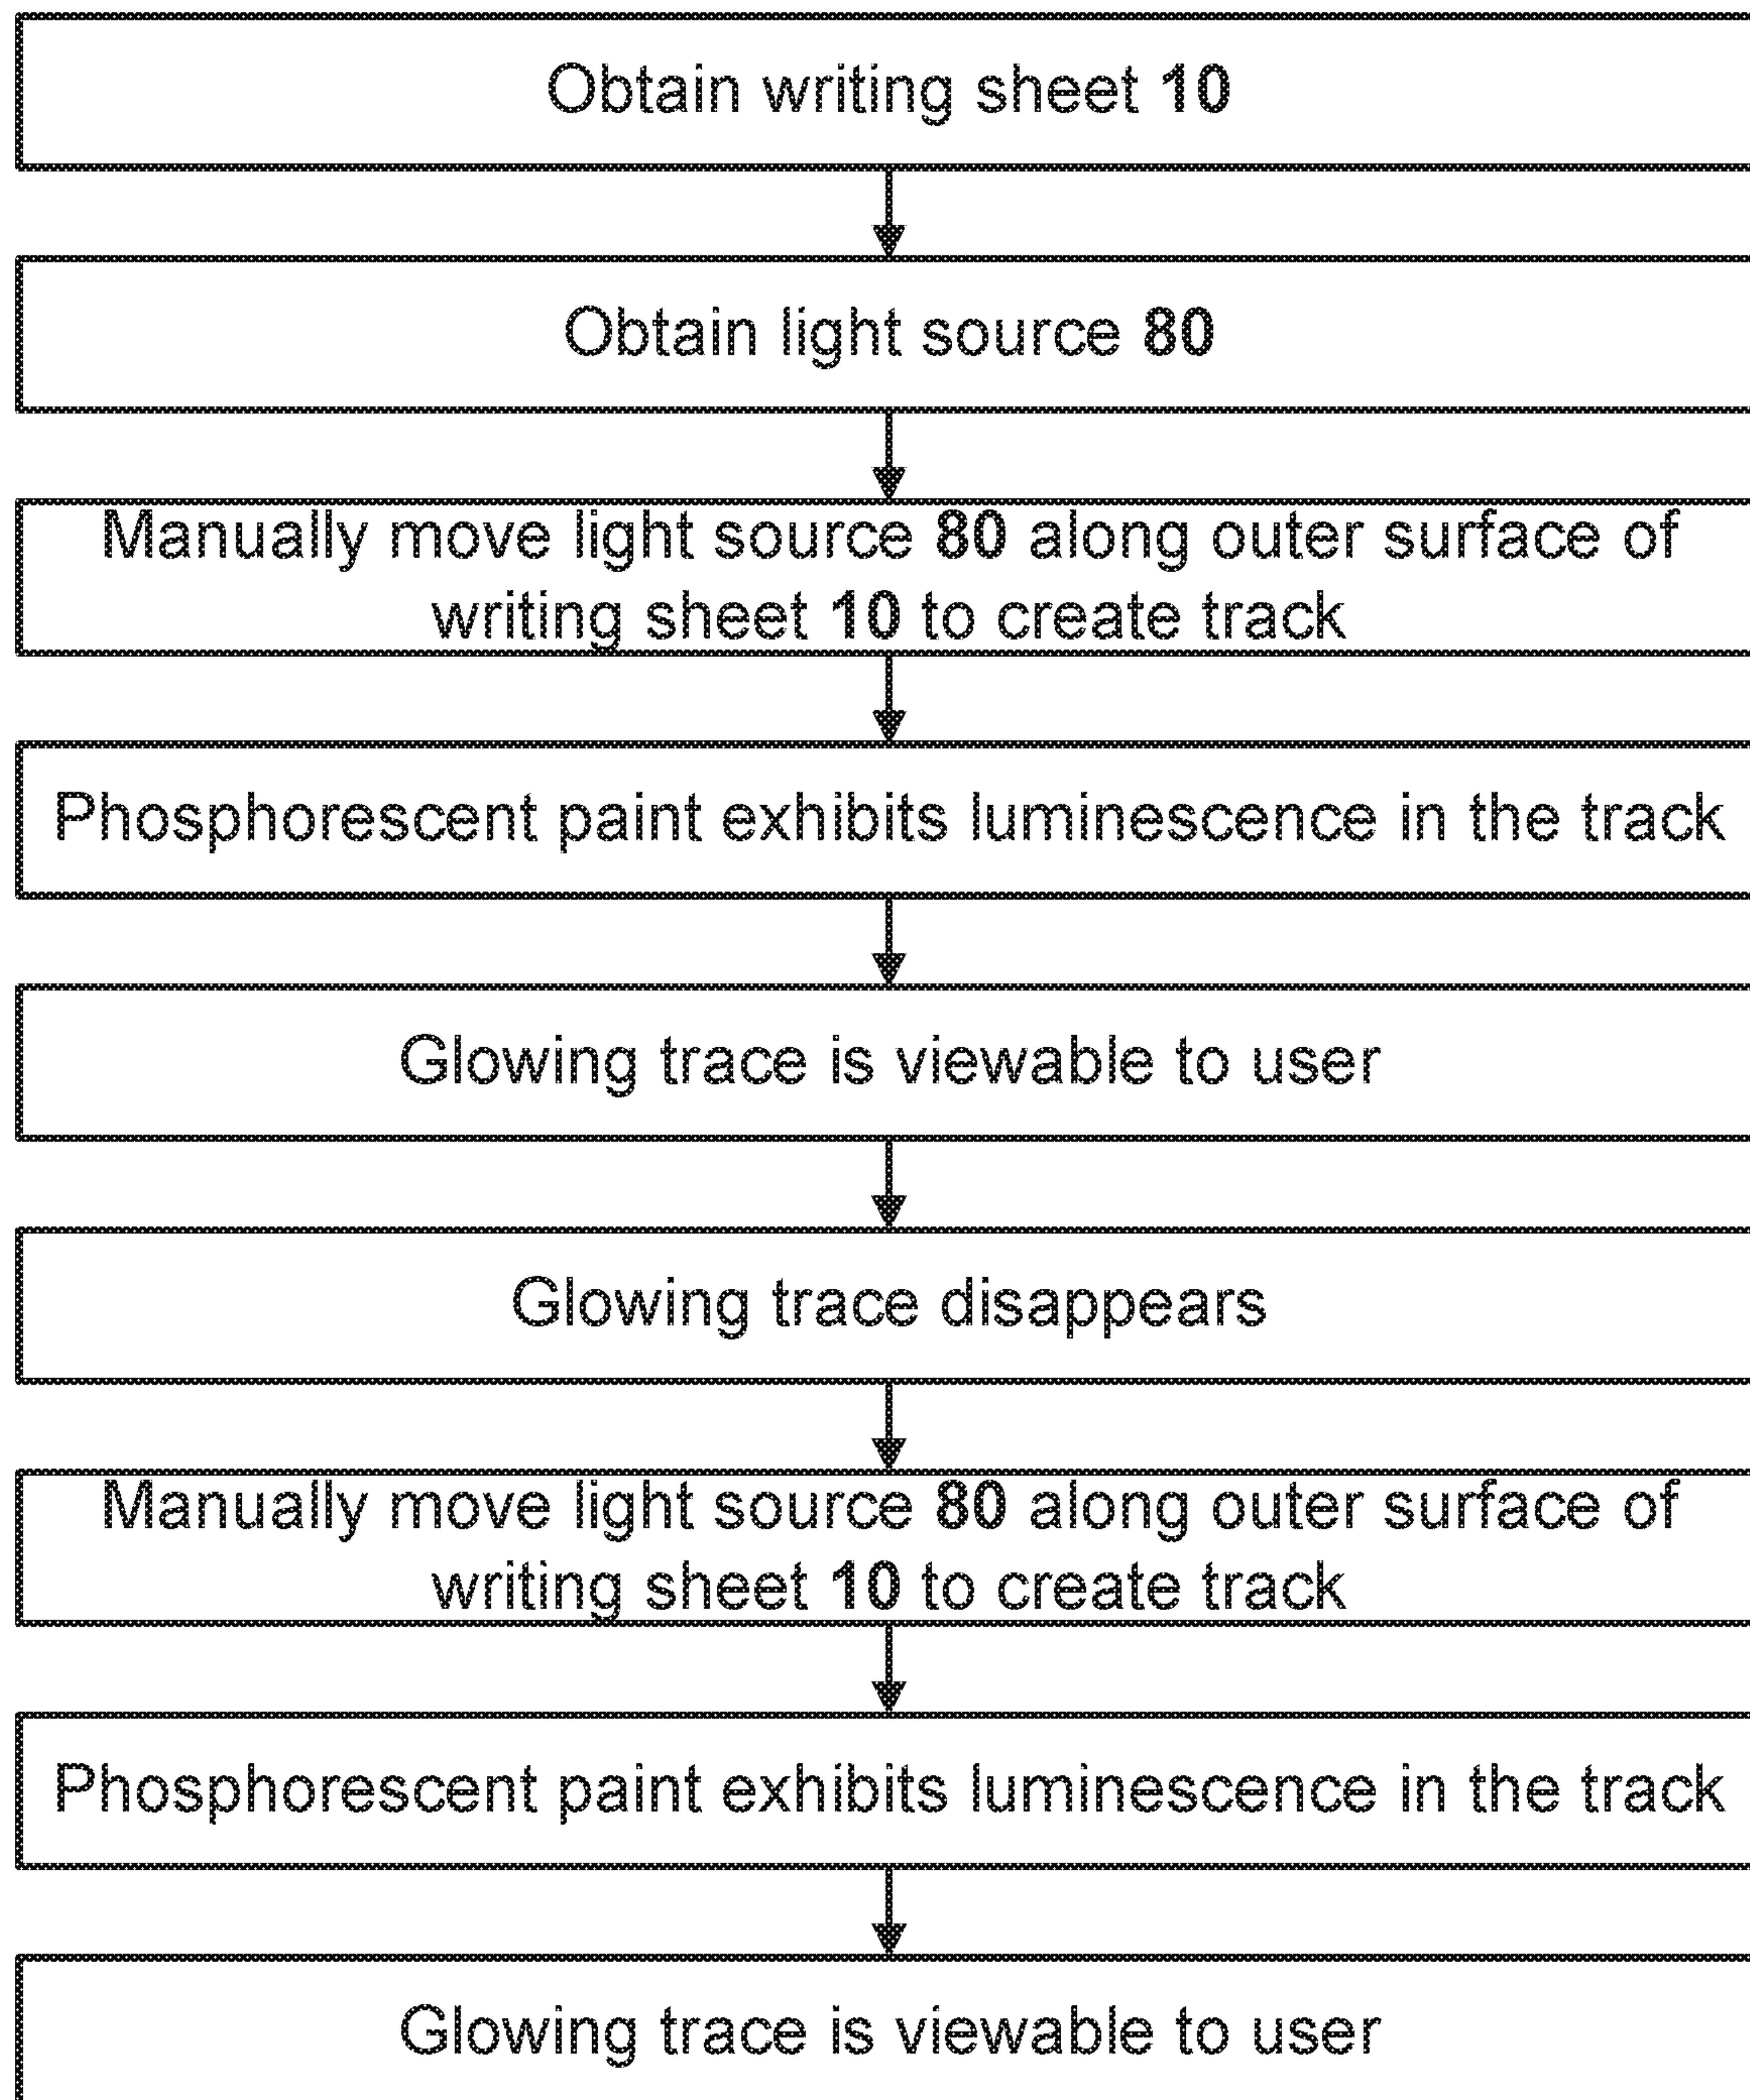 Obtain writing sheet 10
Obtain light source 80
Manually move light source 80 along outer surface of
writing sheet 10 to create track
Phosphorescent paint exhibits luminescence in the track
Glowing trace is viewable to user
Glowing trace disappears
Manually move light source 80 along outer surface of
writing sheet 10 to create track
Phosphorescent paint exhibits luminescence in the track
Glowing trace is viewable to user